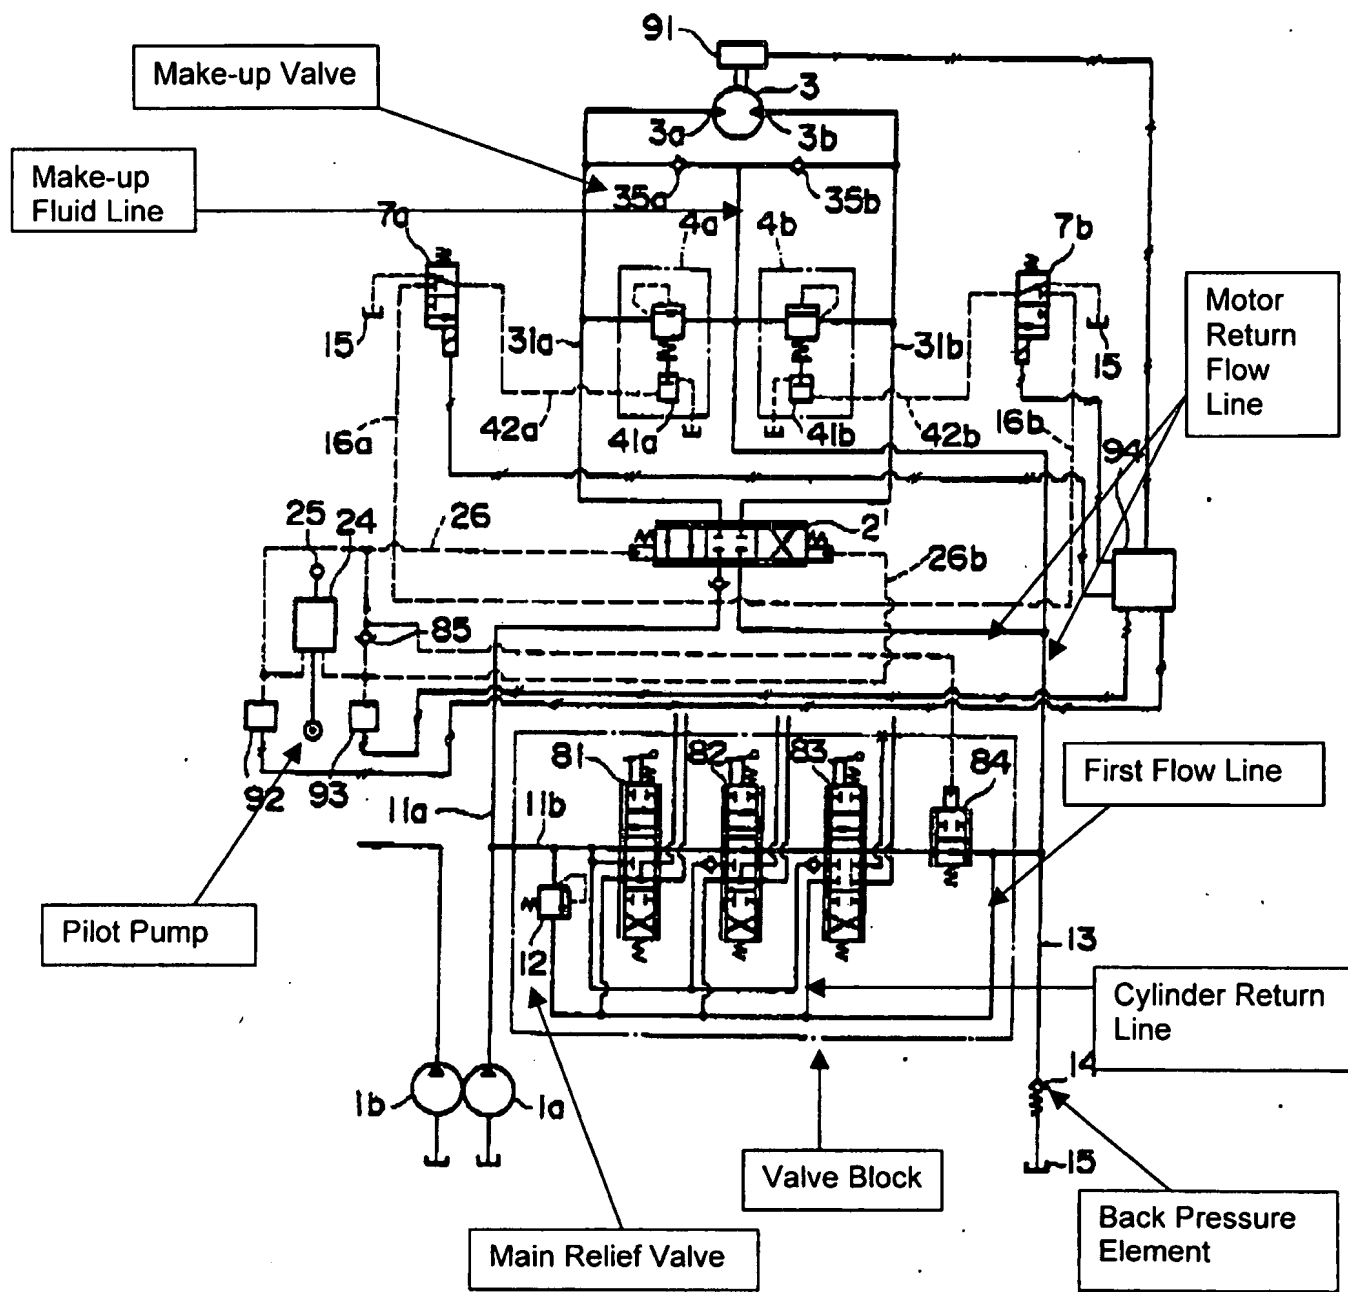 91
Make-up Valve
3
3a
3b
Make-up
Fluid Line
35a
35b
7a
4a
4b
7b
Motor
Return
Flow
Line
15
31a
31b
15
16a
42a
41a
41b
42b
16b
94
25
24
26
2
26b
85
92
93
81
82
83
84
First Flow Line
11a
11b
Pilot Pump
12
13
Cylinder Return
Line
14
1b
1a
15
Valve Block
Back Pressure
Element
Main Relief Valve